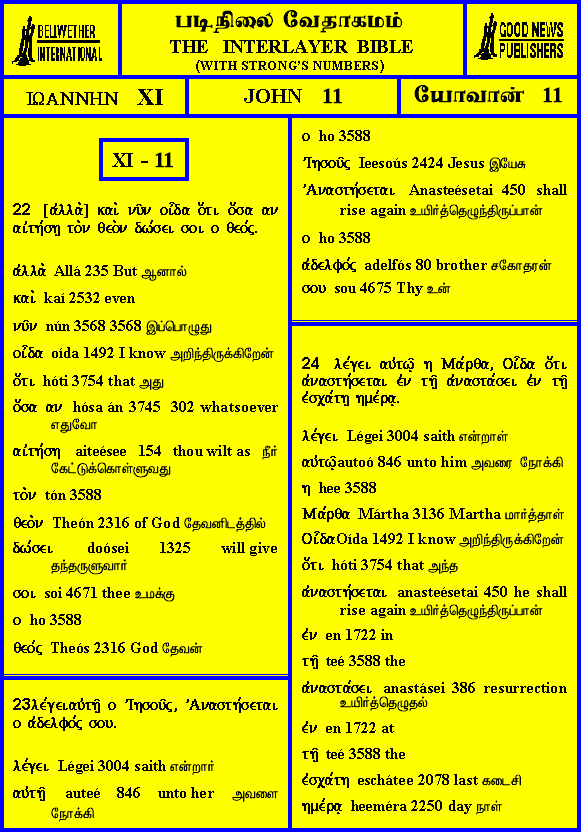 BELLWETHER
INTERNATIONAL
படிநிலை வேதாகமம்
THE INTERLAYER BIBLE
(WITH STRONG'S NUMBERS)
GOOD NEWS
PUBLISHERS
ΙΩΑΝΝΗΝ XI
JOHN 11
யோவான் 11
XI - 11
22 [ἀλλὰ] καὶ νῦν οἶδα ὅτι ὅσα αν
αἰτήσῃ τὸν θεὸν δώσει σοι ο θεός.
ἀλλὰ Allá 235 But ஆனால்
καὶ kaí 2532 even
νῦν nún 3568 3568 இப்பொழுது
οἶδα oída 1492 I know அறிந்திருக்கிறேன்
ὅτι hóti 3754 that அது
ὅσα αν hósa án 3745 302 whatsoever
எதுவோ
αἰτήσῃ aiteésee 154 thou wilt as நீர்
கேட்டுக்கொள்ளுவது
τὸν tón 3588
θεὸν Theón 2316 of God தேவனிடத்தில்
δώσει doósei 1325 will give
தந்தருளுவார்
σοι soi 4671 thee உமக்கு
ο ho 3588
θεός Theós 2316 God தேவன்
23λέγειαὐτῇ ο Ἰησοῦς, Ἀναστήσεται
ο ἀδελφός σου.
λέγει Légei 3004 saith என்றார்
αὐτῇ auteé 846 unto her அவளை
நோக்கி
ο ho 3588
Ἰησοῦς Ieesoús 2424 Jesus இயேசு
Ἀναστήσεται Anasteésetai 450 shall
rise again உயிர்த்தெழுந்திருப்பான்
ο ho 3588
ἀδελφός adelfós 80 brother சகோதரன்
σου sou 4675 Thy உன்
24 λέγει αὐτῷ η Μάρθα, Οἶδα ὅτι
ἀναστήσεται ἐν τῇ ἀναστάσει ἐν τῇ
ἐσχάτῃ ημέρᾳ.
λέγει Légei 3004 saith என்றாள்
αὐτῷautoó 846 unto him அவரை நோக்கி
η hee 3588
Μάρθα Mártha 3136 Martha மார்த்தாள்
ΟἶδαOída 1492 I know அறிந்திருக்கிறேன்
ὅτι hóti 3754 that அந்த
ἀναστήσεται anasteésetai 450 he shall
rise again உயிர்த்தெழுந்திருப்பான்
ἐν en 1722 in
τῇ teé 3588 the
ἀναστάσει anastásei 386 resurrection
உயிர்த்தெழுதல்
ἐν en 1722 at
τῇ teé 3588 the
ἐσχάτῃ eschátee 2078 last கடைசி
ημέρᾳ heeméra 2250 day நாள்